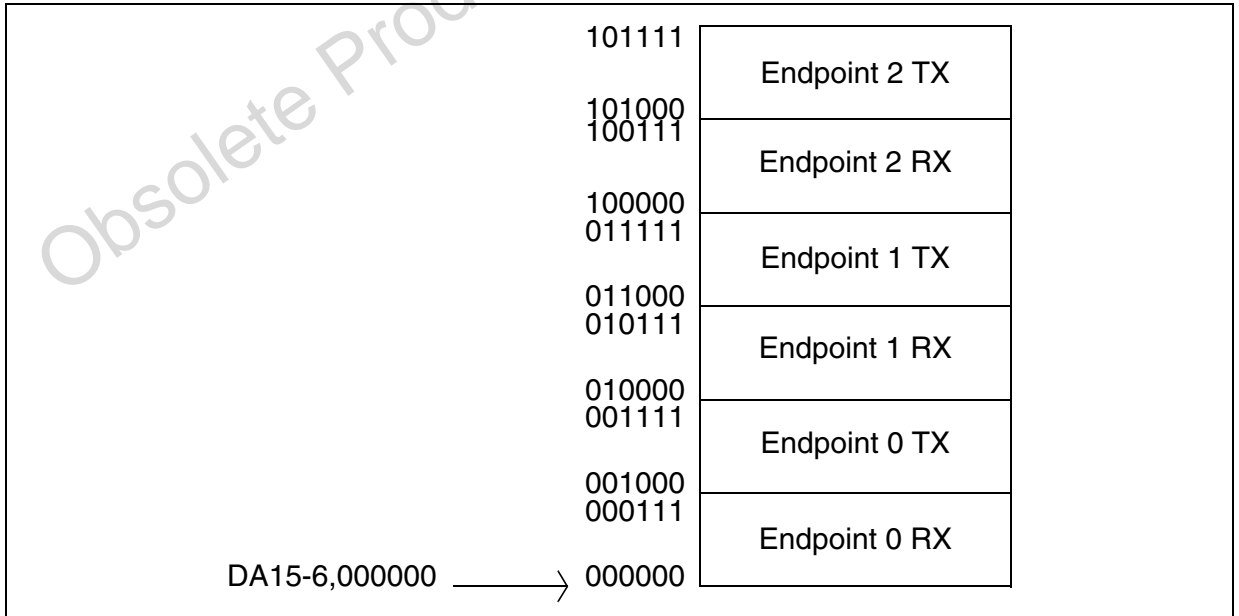 Obsolete Prod
101111
Endpoint 2 TX
101000
100111
Endpoint 2 RX
100000
011111
Endpoint 1 TX
011000
010111
Endpoint 1 RX
010000
001111
Endpoint 0 TX
001000
000111
Endpoint 0 RX
DA15-6,000000 000000